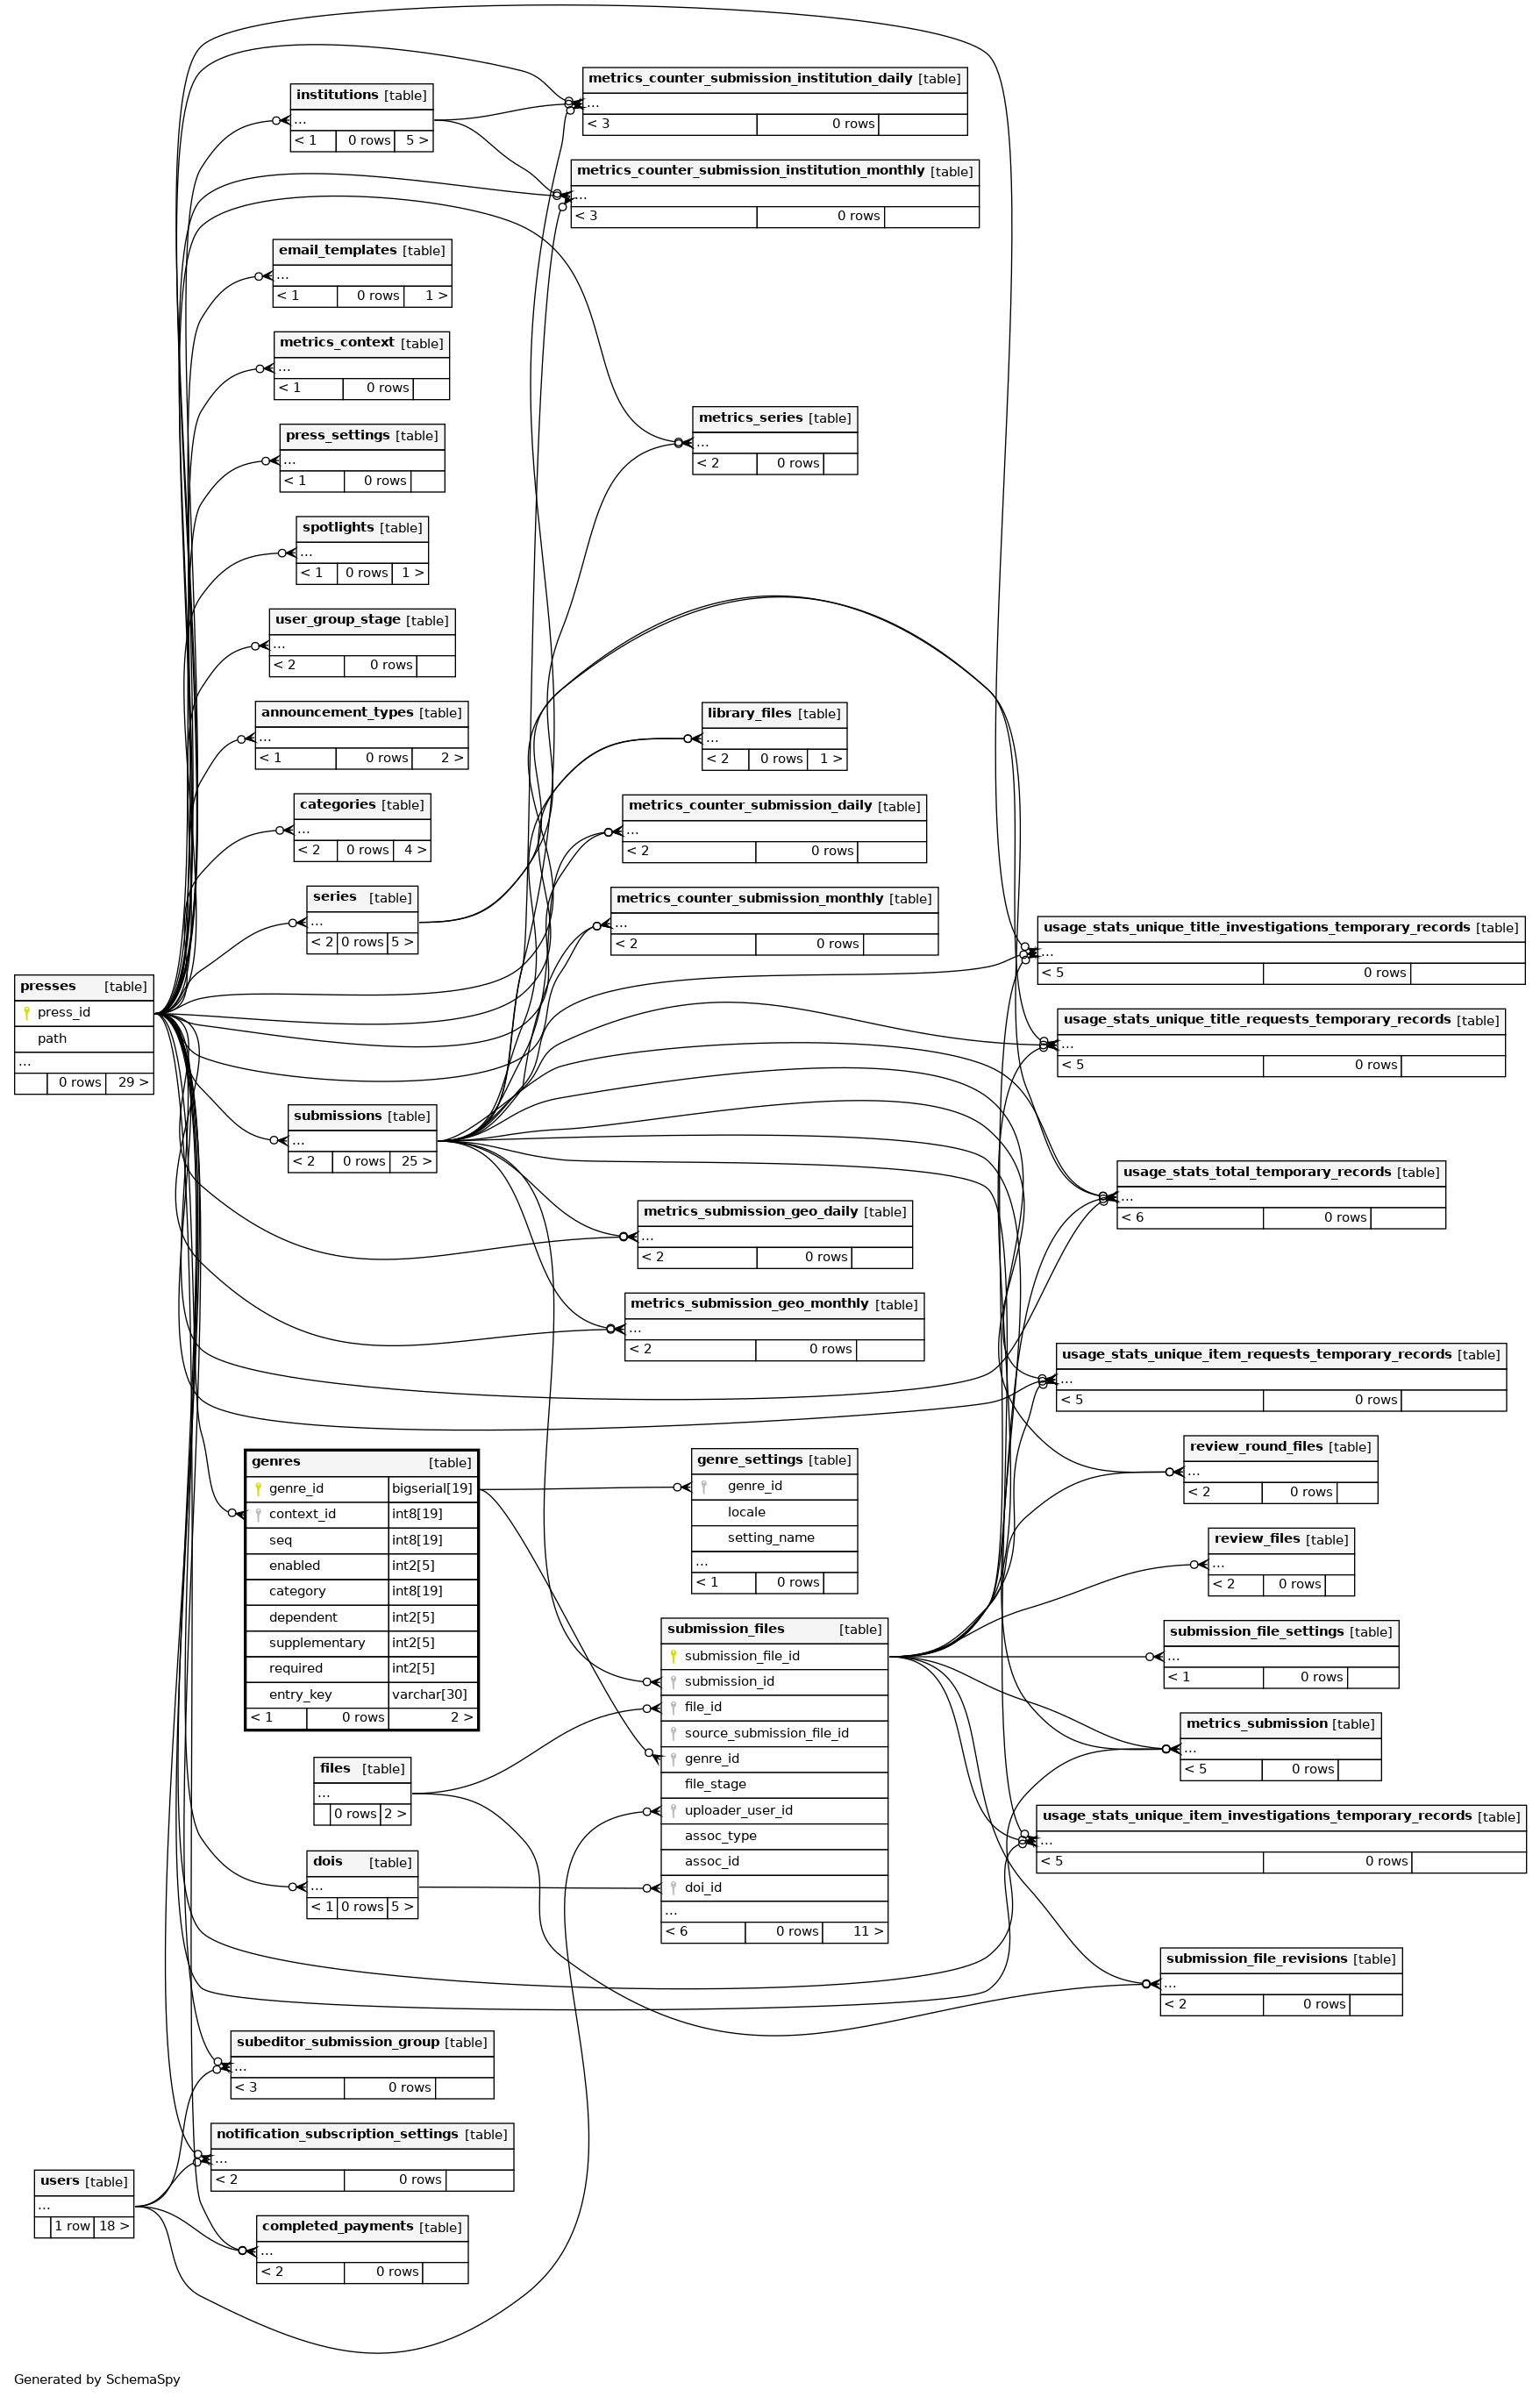 metrics_counter_submission_institution_daily [table]
...
< 3 0 rows
institutions [table]
...
< 1 0 rows 5 >
metrics_counter_submission_institution_monthly [table]
...
< 3 0 rows
email_templates [table]
...
< 1 0 rows 1 >
metrics_context [table]
...
< 1 0 rows
metrics_series [table]
...
< 2 0 rows
press_settings [table]
...
< 1 0 rows
spotlights [table]
...
< 1 0 rows 1 >
user_group_stage [table]
...
< 2 0 rows
announcement_types [table]
...
< 1 0 rows 2 >
library_files [table]
...
< 2 0 rows 1 >
categories [table]
...
< 2 0 rows 4 >
metrics_counter_submission_daily [table]
...
< 2 0 rows
series [table]
...
< 2 0 rows 5 >
metrics_counter_submission_monthly [table]
...
< 2 0 rows
usage_stats_unique_title_investigations_temporary_records [table]
...
< 5 0 rows
presses [table]
press_id
path
...
0 rows 29 >
usage_stats_unique_title_requests_temporary_records [table]
...
< 5 0 rows
submissions [table]
...
< 2 0 rows 25 >
usage_stats_total_temporary_records [table]
...
< 6 0 rows
metrics_submission_geo_daily [table]
...
< 2 0 rows
metrics_submission_geo_monthly [table]
...
< 2 0 rows
usage_stats_unique_item_requests_temporary_records [table]
...
< 5 0 rows
review_round_files [table]
...
< 2 0 rows
genres [table]
genre_id bigserial[19]
context_id int8[19]
seq int8[19]
enabled int2[5]
category int8[19]
dependent int2[5]
supplementary int2[5]
required int2[5]
entry_key varchar[30]
< 1 0 rows 2 >
genre_settings [table]
genre_id
locale
setting_name
...
< 1 0 rows
review_files [table]
...
< 2 0 rows
submission_files [table]
submission_file_id
submission_id
file_id
source_submission_file_id
genre_id
file_stage
uploader_user_id
assoc_type
assoc_id
doi_id
...
< 6 0 rows 11 >
submission_file_settings [table]
...
< 1 0 rows
metrics_submission [table]
...
< 5 0 rows
files [table]
...
0 rows 2 >
usage_stats_unique_item_investigations_temporary_records [table]
...
< 5 0 rows
dois [table]
...
< 1 0 rows 5 >
submission_file_revisions [table]
...
< 2 0 rows
subeditor_submission_group [table]
...
< 3 0 rows
notification_subscription_settings [table]
...
< 2 0 rows
users [table]
...
1 row 18 >
completed_payments [table]
...
< 2 0 rows
Generated by SchemaSpy